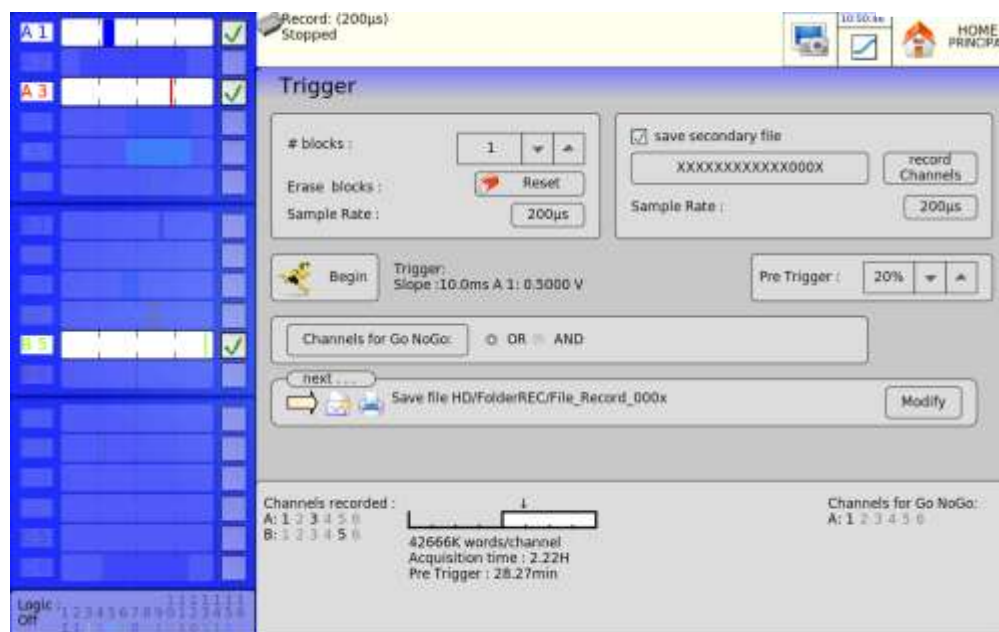 A 1
A 3
B 5
Logic :
Off
Record: (200µs)
Stopped
HOME
PRINCIPA
Trigger
# blocks :
1
Erase blocks :
Reset
Sample Rate :
200µs
save secondary file
XXXXXXXXXXXXX000X
record
Channels
Sample Rate :
200µs
Begin
Trigger:
Slope :10.0ms A 1: 0.5000 V
Pre Trigger :
20%
Channels for Go NoGo:
OR
AND
next . . .
Save file HD/FolderREC/File_Record_000x
Modify
Channels recorded :
A: 1 2 3 4 5 6
B: 1 2 3 4 5 6
42666K words/channel
Acquisition time : 2.22H
Pre Trigger : 28.27min
Channels for Go NoGo:
A: 1 2 3 4 5 6